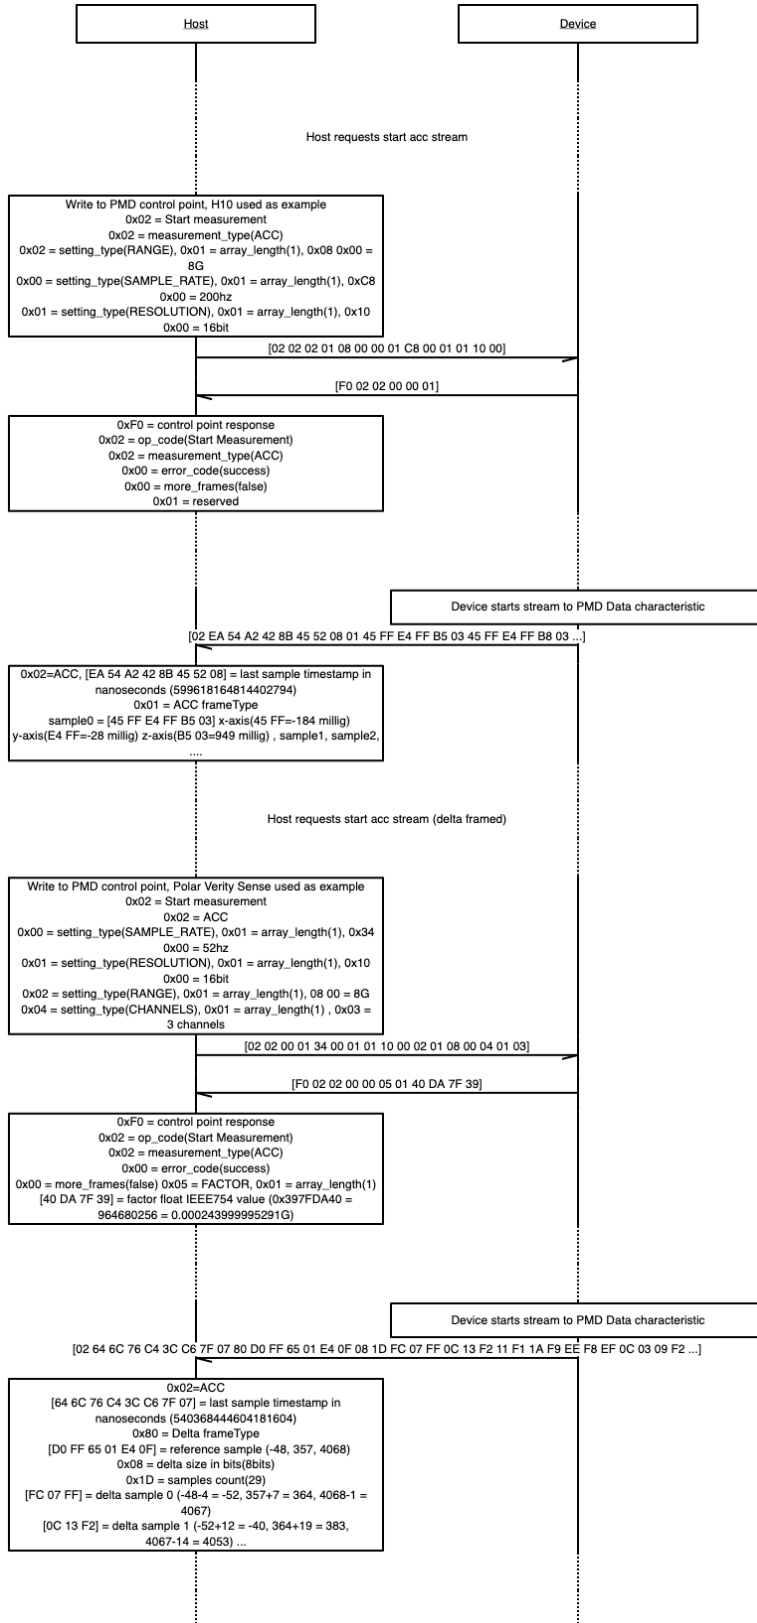 Host
Device
Host requests start acc stream
Write to PMD control point, H10 used as example
0x02 = Start measurement
0x02 = measurement_type(ACC)
0x02 = setting_type(RANGE), 0x01 = array_length(1), 0x08 0x00 =
8G
0x00 = setting_type(SAMPLE_RATE), 0x01 = array_length(1), 0xC8
0x00 = 200hz
0x01 = setting_type(RESOLUTION), 0x01 = array_length(1), 0x10
0x00 = 16bit
[02 02 02 01 08 00 00 01 C8 00 01 01 10 00]
[F0 02 02 00 00 01]
0xF0 = control point response
0x02 = op_code(Start Measurement)
0x02 = measurement_type(ACC)
0x00 = error_code(success)
0x00 = more_frames(false)
0x01 = reserved
Device starts stream to PMD Data characteristic
[02 EA 54 A2 42 8B 45 52 08 01 45 FF E4 FF B5 03 45 FF E4 FF B8 03 ...]
0x02=ACC, [EA 54 A2 42 8B 45 52 08] = last sample timestamp in
nanoseconds (599618164814402794)
0x01 = ACC frameType
sample0 = [45 FF E4 FF B5 03] x-axis(45 FF=-184 millig)
y-axis(E4 FF=-28 millig) z-axis(B5 03=949 millig) , sample1, sample2,
....
Host requests start acc stream (delta framed)
Write to PMD control point, Polar Verity Sense used as example
0x02 = Start measurement
0x02 = ACC
0x00 = setting_type(SAMPLE_RATE), 0x01 = array_length(1), 0x34
0x00 = 52hz
0x01 = setting_type(RESOLUTION), 0x01 = array_length(1), 0x10
0x00 = 16bit
0x02 = setting_type(RANGE), 0x01 = array_length(1), 08 00 = 8G
0x04 = setting_type(CHANNELS), 0x01 = array_length(1) , 0x03 =
3 channels
[02 02 00 01 34 00 01 01 10 00 02 01 08 00 04 01 03]
[F0 02 02 00 00 05 01 40 DA 7F 39]
0xF0 = control point response
0x02 = op_code(Start Measurement)
0x02 = measurement_type(ACC)
0x00 = error_code(success)
0x00 = more_frames(false) 0x05 = FACTOR, 0x01 = array_length(1)
[40 DA 7F 39] = factor float IEEE754 value (0x397FDA40 =
964680256 = 0.000243999995291G)
Device starts stream to PMD Data characteristic
[02 64 6C 76 C4 3C C6 7F 07 80 D0 FF 65 01 E4 0F 08 1D FC 07 FF 0C 13 F2 11 F1 1A F9 EE F8 EF 0C 03 09 F2 ...]
0x02=ACC
[64 6C 76 C4 3C C6 7F 07] = last sample timestamp in
nanoseconds (540368444604181604)
0x80 = Delta frameType
[D0 FF 65 01 E4 0F] = reference sample (-48, 357, 4068)
0x08 = delta size in bits(8bits)
0x1D = samples count(29)
[FC 07 FF] = delta sample 0 (-48-4 = -52, 357+7 = 364, 4068-1 =
4067)
[0C 13 F2] = delta sample 1 (-52+12 = -40, 364+19 = 383,
4067-14 = 4053) ...